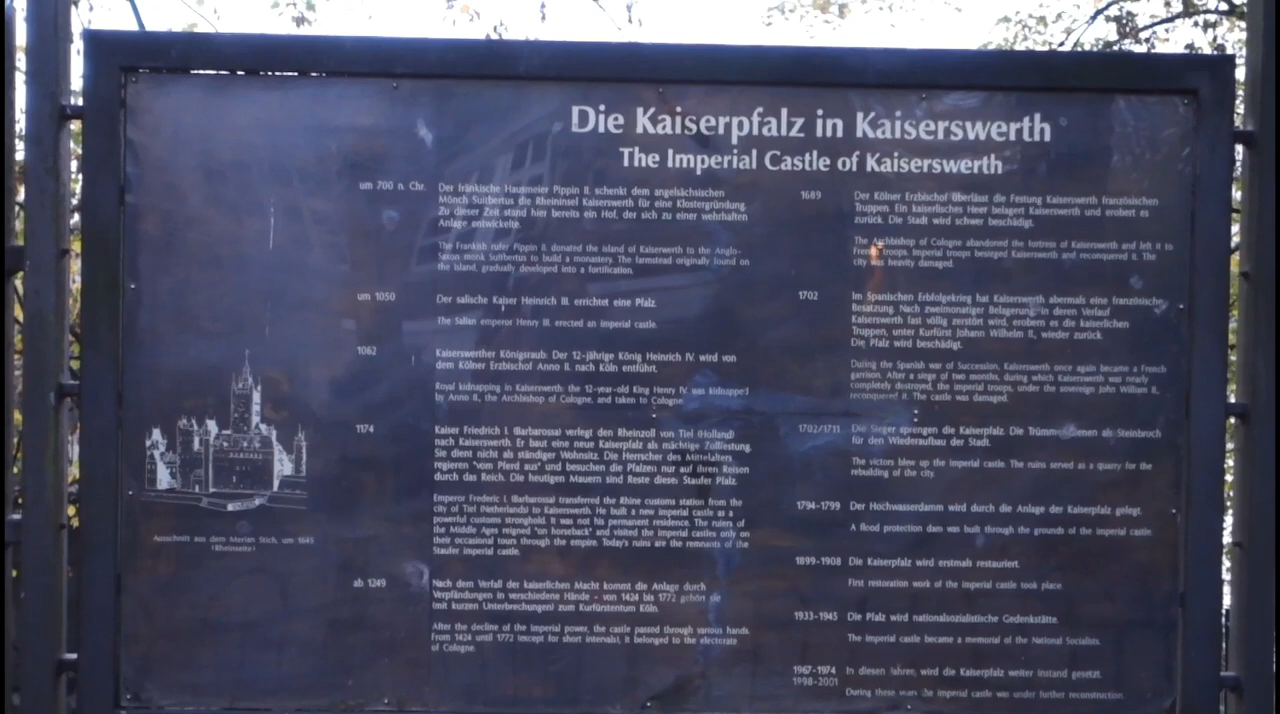 Die Kaiserpfalz in Kaiserswerth
The Imperial Castle of Kaiserswerth
um 700 n. Chr.
Der fränkische Hausmeier Pippin II. schenkt dem angelsächsischen
Mönch Suitbertus die Rheininsel Kaiserswerth für eine Klostergründung.
Zu dieser Zeit stand hier bereits ein Hof, der sich zu einer wehrhaften
Anlage entwickelte.
The Frankish rufer Pippin II. donated the island of Kaiserwerth to the Anglo-
Saxon monk Suitbertus to build a monastery. The farmstead originally found on
the island, gradually developed into a fortification.
um 1050
Der salische Kaiser Heinrich III. errichtet eine Pfalz.
The Salian emperor Henry III. erected an imperial castle.
1062
Kaiserswerther Königsraub: Der 12-jährige König Heinrich IV. wird von
dem Kölner Erzbischof Anno II. nach Köln entführt.
Royal kidnapping in Kaiserswerth: the 12-year-old King Henry IV. was kidnapped
by Anno II., the Archbishop of Cologne, and taken to Cologne.
1174
Kaiser Friedrich I. (Barbarossa) verlegt den Rheinzoll von Tiel (Holland)
nach Kaiserswerth. Er baut eine neue Kaiserpfalz als mächtige Zollfestung.
Sie dient nicht als ständiger Wohnsitz. Die Herrscher des Mittelalters
regieren "vom Pferd aus" und besuchen die Pfalzen nur auf ihren Reisen
durch das Reich. Die heutigen Mauern sind Reste dieser Staufer Pfalz.
Emperor Frederic I. (Barbarossa) transferred the Rhine customs station from the
city of Tiel (Netherlands) to Kaiserswerth. He built a new imperial castle as a
powerful customs stronghold. It was not his permanent residence. The rulers of
the Middle Ages reigned "on horseback" and visited the imperial castles only on
their occasional tours through the empire. Today's ruins are the remnants of the
Staufer imperial castle.
ab 1249
Nach dem Verfall der kaiserlichen Macht kommt die Anlage durch
Verpfändungen in verschiedene Hände - von 1424 bis 1772 gehört sie
(mit kurzen Unterbrechungen) zum Kurfürstentum Köln.
After the decline of the imperial power, the castle passed through various hands.
From 1424 until 1772 (except for short intervals), it belonged to the electorate
of Cologne.
Ausschnitt aus dem Merian Stich, um 1645
(Rheinseite)
1689
Der Kölner Erzbischof überlässt die Festung Kaiserswerth französischen
Truppen. Ein kaiserliches Heer belagert Kaiserswerth und erobert es
zurück. Die Stadt wird schwer beschädigt.
The Archbishop of Cologne abandoned the fortress of Kaiserswerth and left it to
French troops. Imperial troops besieged Kaiserswerth and reconquered it. The
city was heavily damaged.
1702
Im Spanischen Erbfolgekrieg hat Kaiserswerth abermals eine französische
Besatzung. Nach zweimonatiger Belagerung, in deren Verlauf
Kaiserswerth fast völlig zerstört wird, erobern es die kaiserlichen
Truppen, unter Kurfürst Johann Wilhelm II., wieder zurück.
Die Pfalz wird beschädigt.
During the Spanish war of Succession, Kaiserswerth once again became a French
garrison. After a siege of two months, during which Kaiserswerth was nearly
completely destroyed, the imperial troops, under the sovereign John William II.,
reconquered it. The castle was damaged.
1702/1711
Die Sieger sprengen die Kaiserpfalz. Die Trümmer dienen als Steinbruch
für den Wiederaufbau der Stadt.
The victors blew up the imperial castle. The ruins served as a quarry for the
rebuilding of the city.
1794-1799
Der Hochwasserdamm wird durch die Anlage der Kaiserpfalz gelegt.
A flood protection dam was built through the grounds of the imperial castle.
1899-1908
Die Kaiserpfalz wird erstmals restauriert.
First restoration work of the imperial castle took place.
1933-1945
Die Pfalz wird nationalsozialistische Gedenkstätte.
The imperial castle became a memorial of the National Socialists.
1967-1974
1998-2001
In diesen Jahren wird die Kaiserpfalz weiter instand gesetzt.
During these years the imperial castle was under further reconstruction.